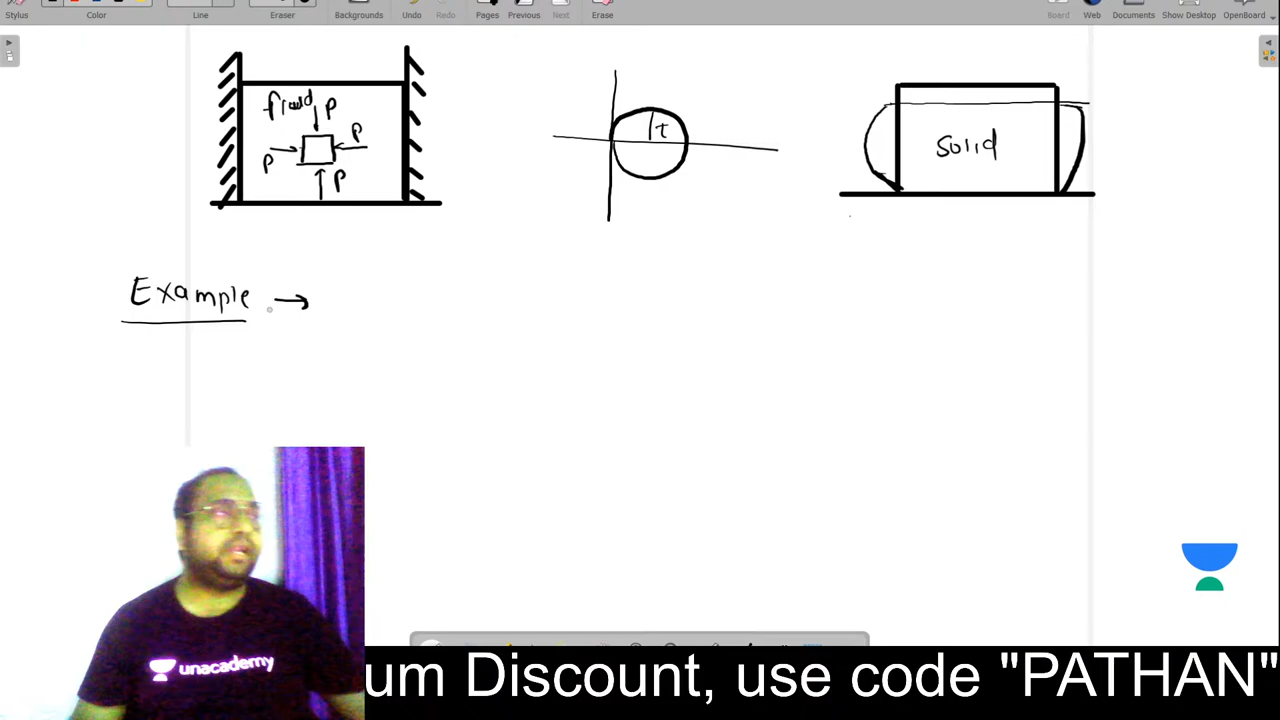 Stylus
Color
Line
Eraser
Backgrounds
Undo
Redo
Pages
Previous
Next
Erase
Board
Web
Documents
Show Desktop
OpenBoard
fluid P
P
P
P
τ
Solid
Example →
unacademy
um Discount, use code "PATHAN"